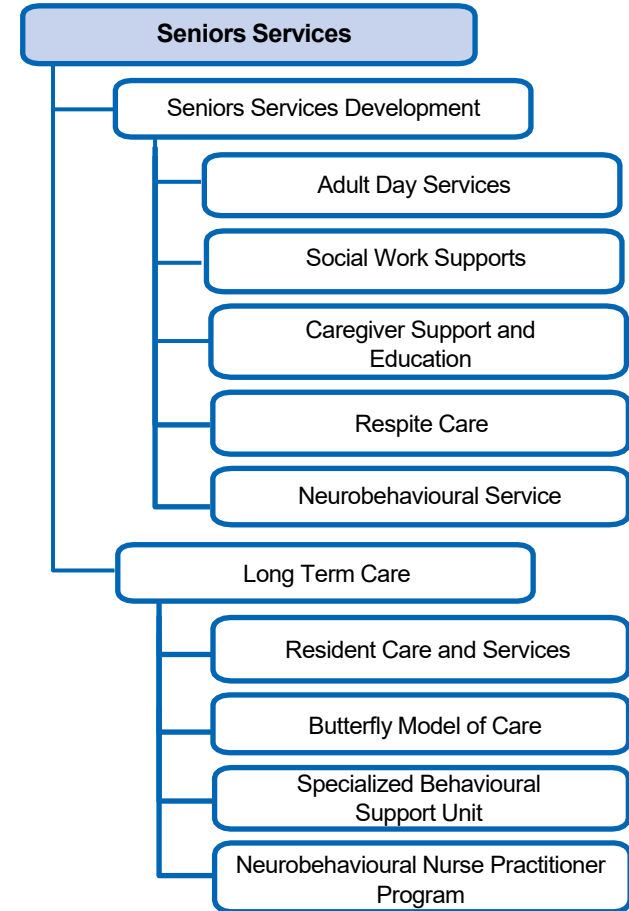 Seniors Services
Seniors Services Development
Adult Day Services
Social Work Supports
Caregiver Support and
Education
Respite Care
Neurobehavioural Service
Long Term Care
Resident Care and Services
Butterfly Model of Care
Specialized Behavioural
Support Unit
Neurobehavioural Nurse Practitioner
Program